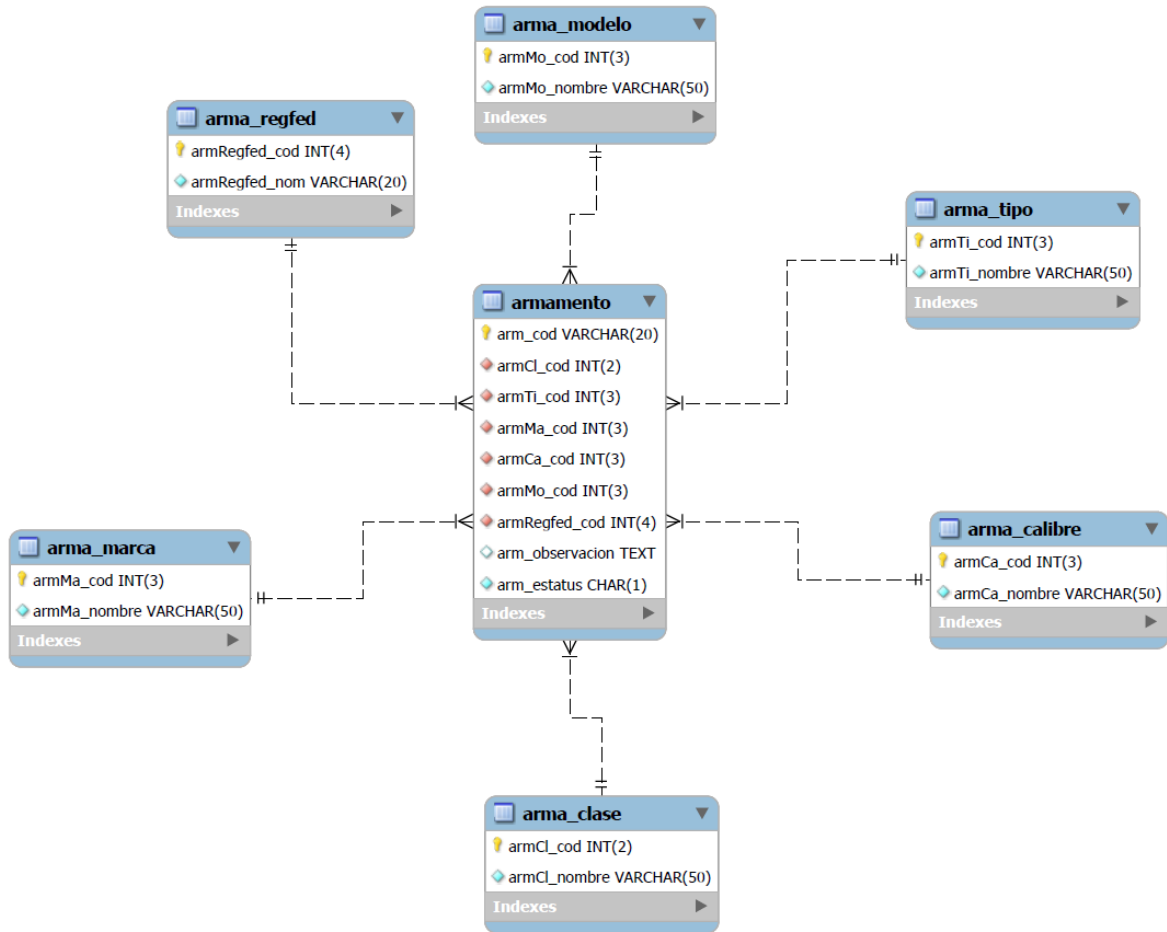 arma_modelo
armMo_cod INT(3)
armMo_nombre VARCHAR(50)
Indexes
arma_regfed
armRegfed_cod INT(4)
armRegfed_nom VARCHAR(20)
Indexes
arma_tipo
armTi_cod INT(3)
armTi_nombre VARCHAR(50)
Indexes
armamento
arm_cod VARCHAR(20)
armCl_cod INT(2)
armTi_cod INT(3)
armMa_cod INT(3)
armCa_cod INT(3)
armMo_cod INT(3)
armRegfed_cod INT(4)
arm_observacion TEXT
arm_estatus CHAR(1)
Indexes
arma_marca
armMa_cod INT(3)
armMa_nombre VARCHAR(50)
Indexes
arma_calibre
armCa_cod INT(3)
armCa_nombre VARCHAR(50)
Indexes
arma_clase
armCl_cod INT(2)
armCl_nombre VARCHAR(50)
Indexes